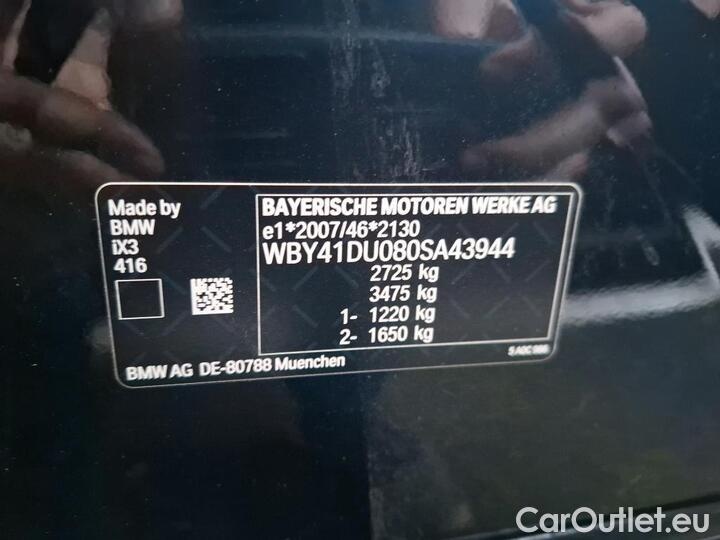 Made by
BMW
iX3
416
BAYERISCHE MOTOREN WERKE AG
e1*2007/46*2130
WBY41DU080SA43944
2725 kg
3475 kg
1- 1220 kg
2- 1650 kg
BMW AG DE-80788 Muenchen
CarOutlet.eu